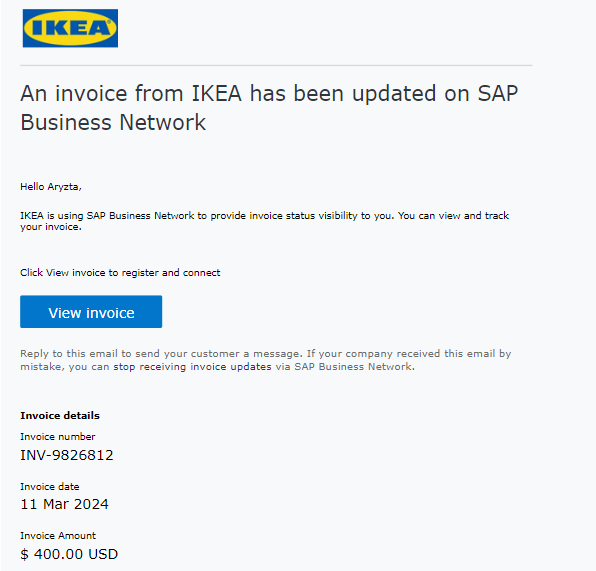 IKEA
An invoice from IKEA has been updated on SAP
Business Network
Hello Aryzta,
IKEA is using SAP Business Network to provide invoice status visibility to you. You can view and track
your invoice.
Click View invoice to register and connect
View invoice
Reply to this email to send your customer a message. If your company received this email by
mistake, you can stop receiving invoice updates via SAP Business Network.
Invoice details
Invoice number
INV-9826812
Invoice date
11 Mar 2024
Invoice Amount
$ 400.00 USD